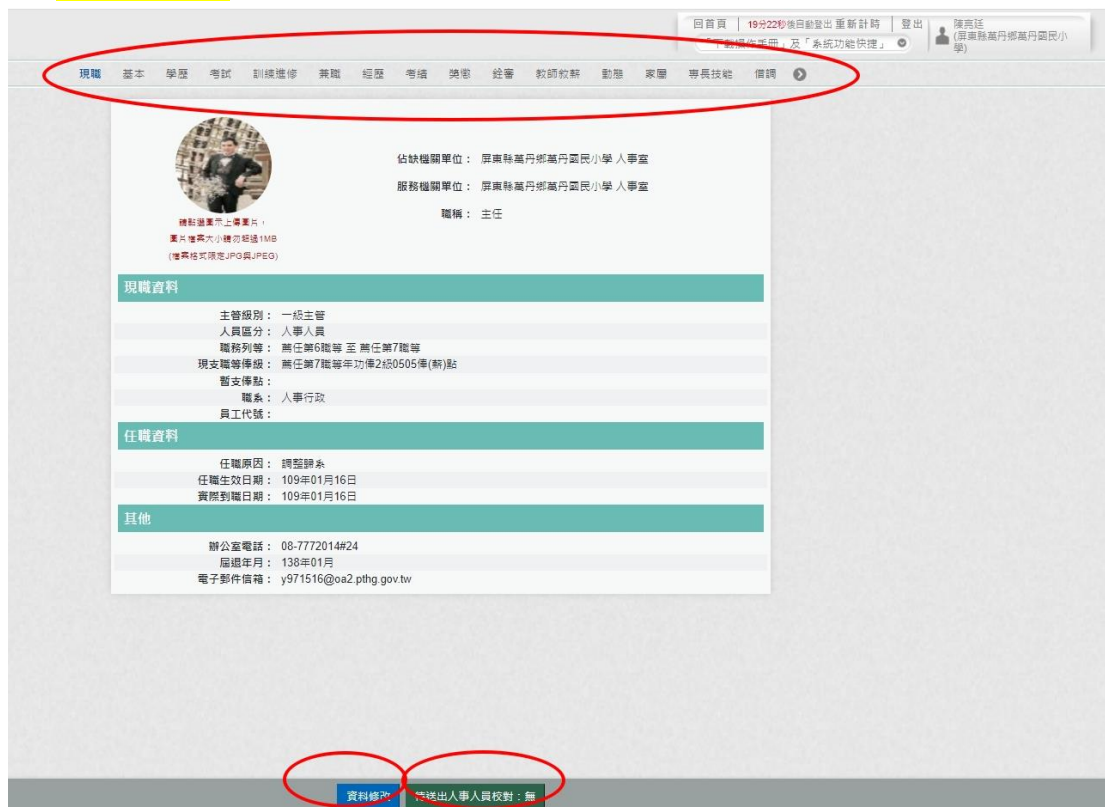 回首頁 19分22秒後自動登出 重新計時 登出
「下載操作手冊」及「系統功能快捷」
陳亮廷
(屏東縣萬丹鄉萬丹國民小學)
現職 基本 學歷 考試 訓練進修 兼職 經歷 考績 獎懲 銓審 教師敘薪 動態 家屬 專長技能 借調
佔缺機關單位： 屏東縣萬丹鄉萬丹國民小學 人事室
服務機關單位： 屏東縣萬丹鄉萬丹國民小學 人事室
職稱： 主任
請點選圖示上傳圖片，
圖片檔案大小請勿超過1MB
(檔案格式限定JPG與JPEG)
現職資料
主管級別： 一級主管
人員區分： 人事人員
職務列等： 薦任第6職等 至 薦任第7職等
現支職等俸級： 薦任第7職等年功俸2級0505俸(薪)點
暫支俸點：
職系： 人事行政
員工代號：
任職資料
任職原因： 調整歸系
任職生效日期： 109年01月16日
實際到職日期： 109年01月16日
其他
辦公室電話： 08-7772014#24
屆退年月： 138年01月
電子郵件信箱： y971516@oa2.pthg.gov.tw
資料修改 待送出人事人員校對：無